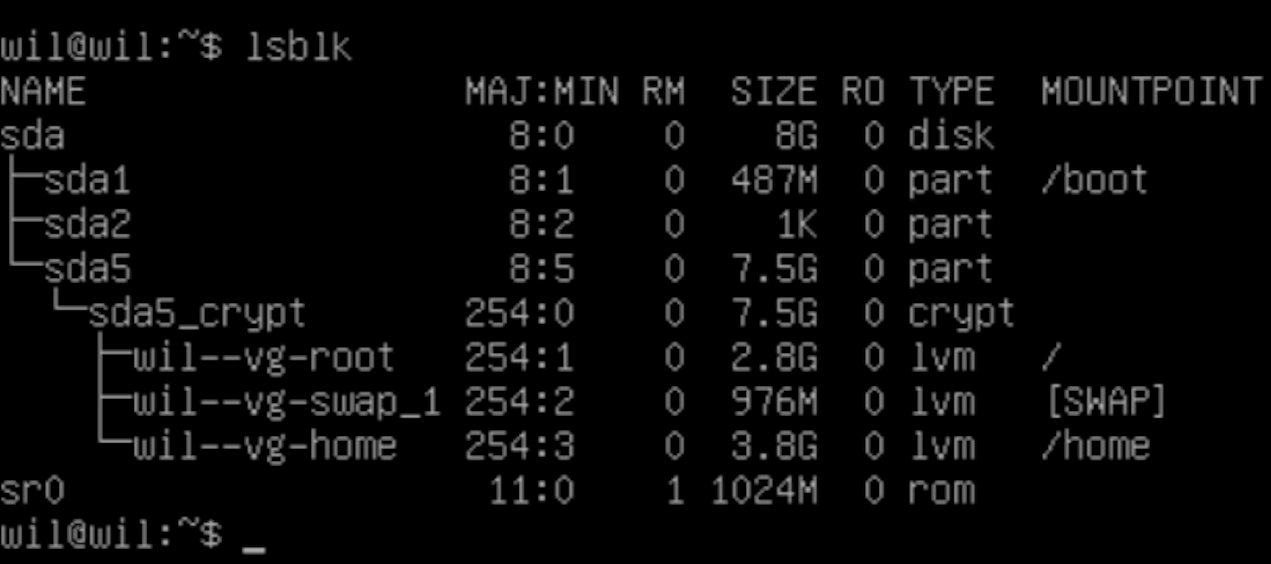 wil@wil:~$ lsblk
NAME                  MAJ:MIN RM  SIZE RO TYPE  MOUNTPOINT
sda                     8:0    0    8G  0 disk
├─sda1                  8:1    0  487M  0 part  /boot
├─sda2                  8:2    0    1K  0 part
└─sda5                  8:5    0  7.5G  0 part
  └─sda5_crypt        254:0    0  7.5G  0 crypt
    ├─wil--vg-root    254:1    0  2.8G  0 lvm   /
    ├─wil--vg-swap_1  254:2    0  976M  0 lvm   [SWAP]
    └─wil--vg-home    254:3    0  3.8G  0 lvm   /home
sr0                    11:0    1 1024M  0 rom
wil@wil:~$ _